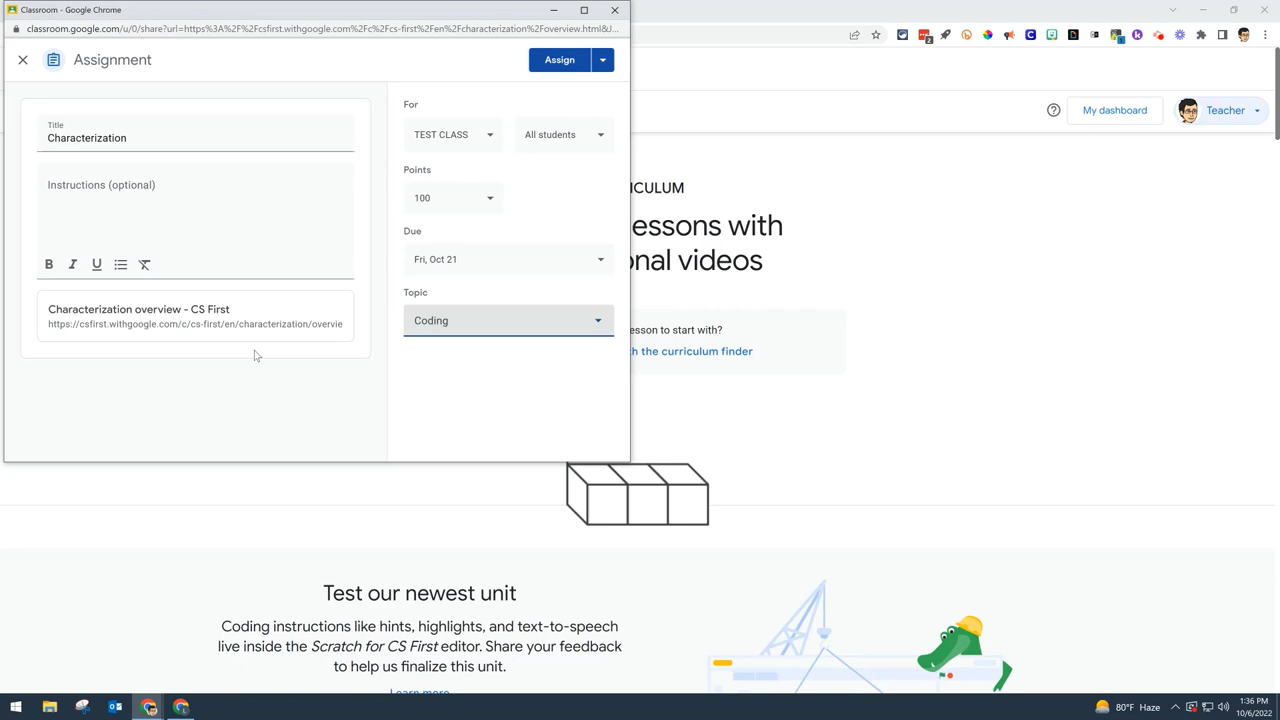 Classroom - Google Chrome
classroom.google.com/u/0/share?url=https%3A%2F%2Fcsfirst.withgoogle.com%2Fc%2Fcs-first%2Fen%2Fcharacterization%2Foverview.html&J...
Assignment
Assign
Title
Characterization
Instructions (optional)
B I U
Characterization overview - CS First
https://csfirst.withgoogle.com/c/cs-first/en/characterization/overvie
For
TEST CLASS
All students
Points
100
Due
Fri, Oct 21
Topic
Coding
My dashboard
Teacher
ICULUM
essons with
onal videos
esson to start with?
h the curriculum finder
Test our newest unit
Coding instructions like hints, highlights, and text-to-speech
live inside the Scratch for CS First editor. Share your feedback
to help us finalize this unit.
Learn more
80°F Haze
1:36 PM
10/6/2022